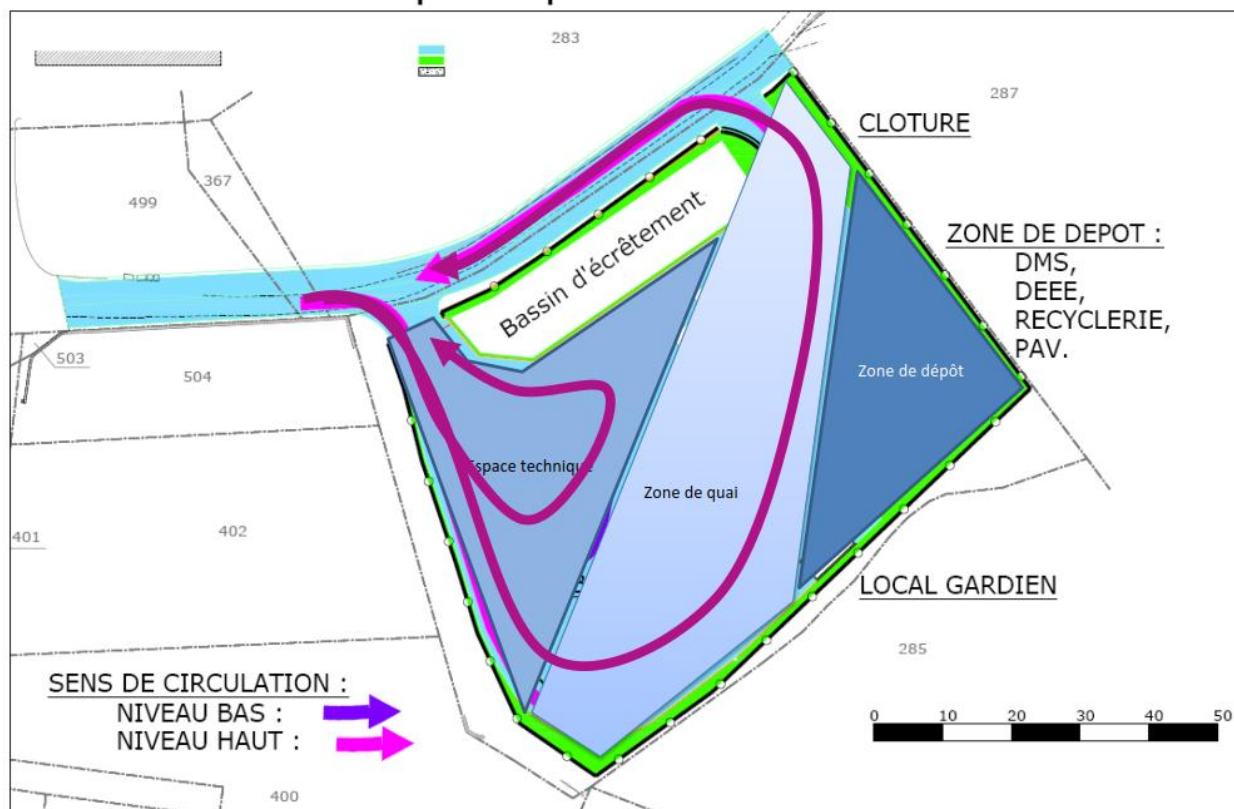 283
287
CLOTURE
367
499
ZONE DE DEPOT :
DMS,
DEEE,
RECYCLERIE,
PAV.
Bassin d'écrêtement
503
504
Zone de dépôt
Espace technique
Zone de quai
401
402
LOCAL GARDIEN
285
SENS DE CIRCULATION :
NIVEAU BAS :
NIVEAU HAUT :
0 10 20 30 40 50
400